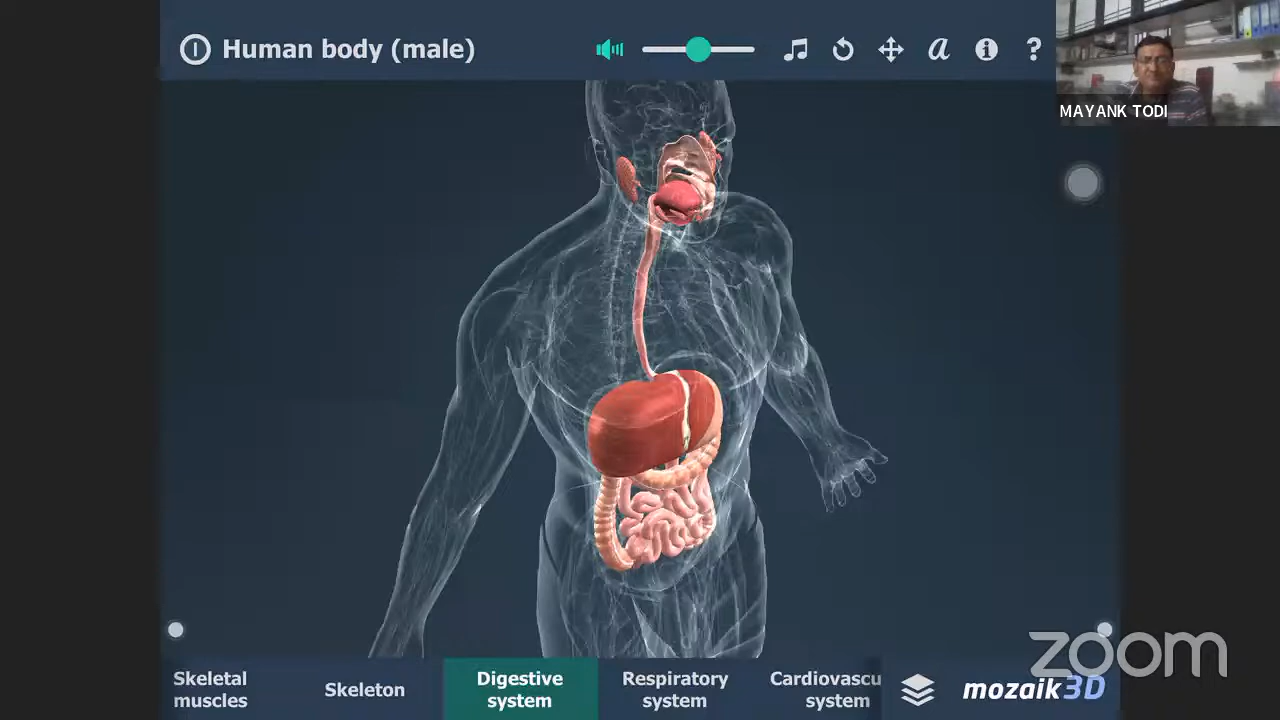 Human body (male)
a i ?
MAYANK TODI
Skeletal
muscles
Skeleton
Digestive
system
Respiratory
system
Cardiovascu
system
mozaik3D
zoom